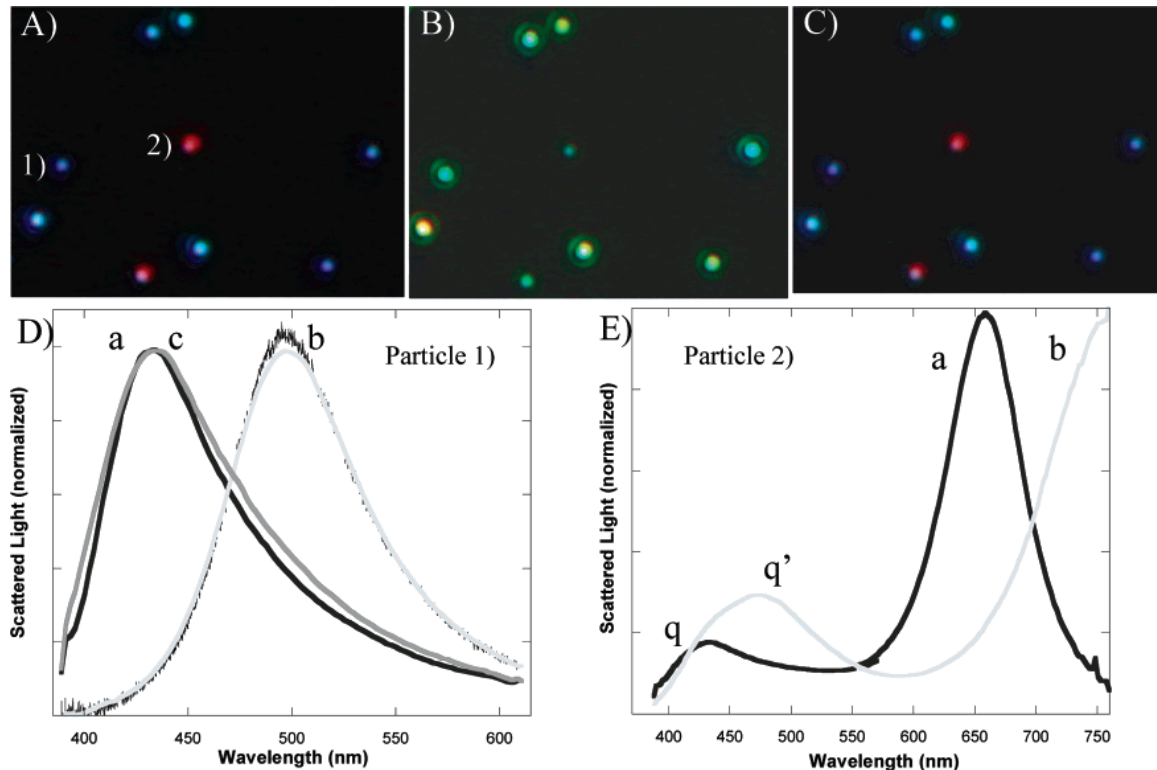 A)
B)
C)
1)
2)
D)
a
c
b
Particle 1)
Scattered Light (normalized)
400
450
500
550
600
Wavelength (nm)
E)
Particle 2)
a
b
q
q’
Scattered Light (normalized)
400
450
500
550
600
650
700
750
Wavelength (nm)